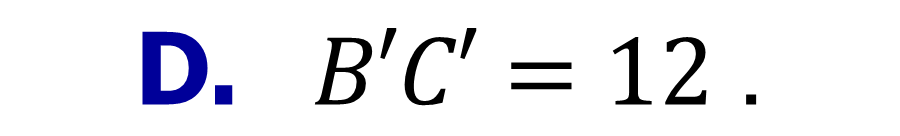 D. B′C′ = 12 .